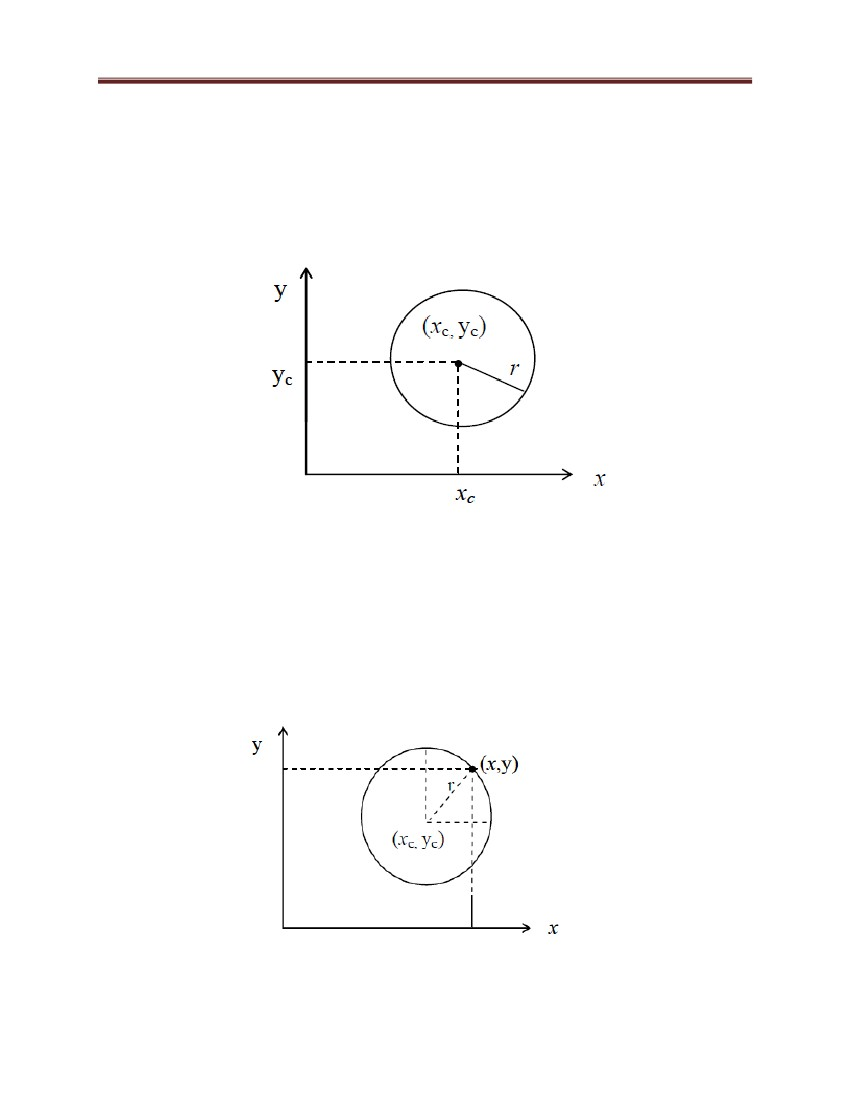 y
(xc, yc)
r
yc
xc
x
y
(x,y)
r
(xc, yc)
x